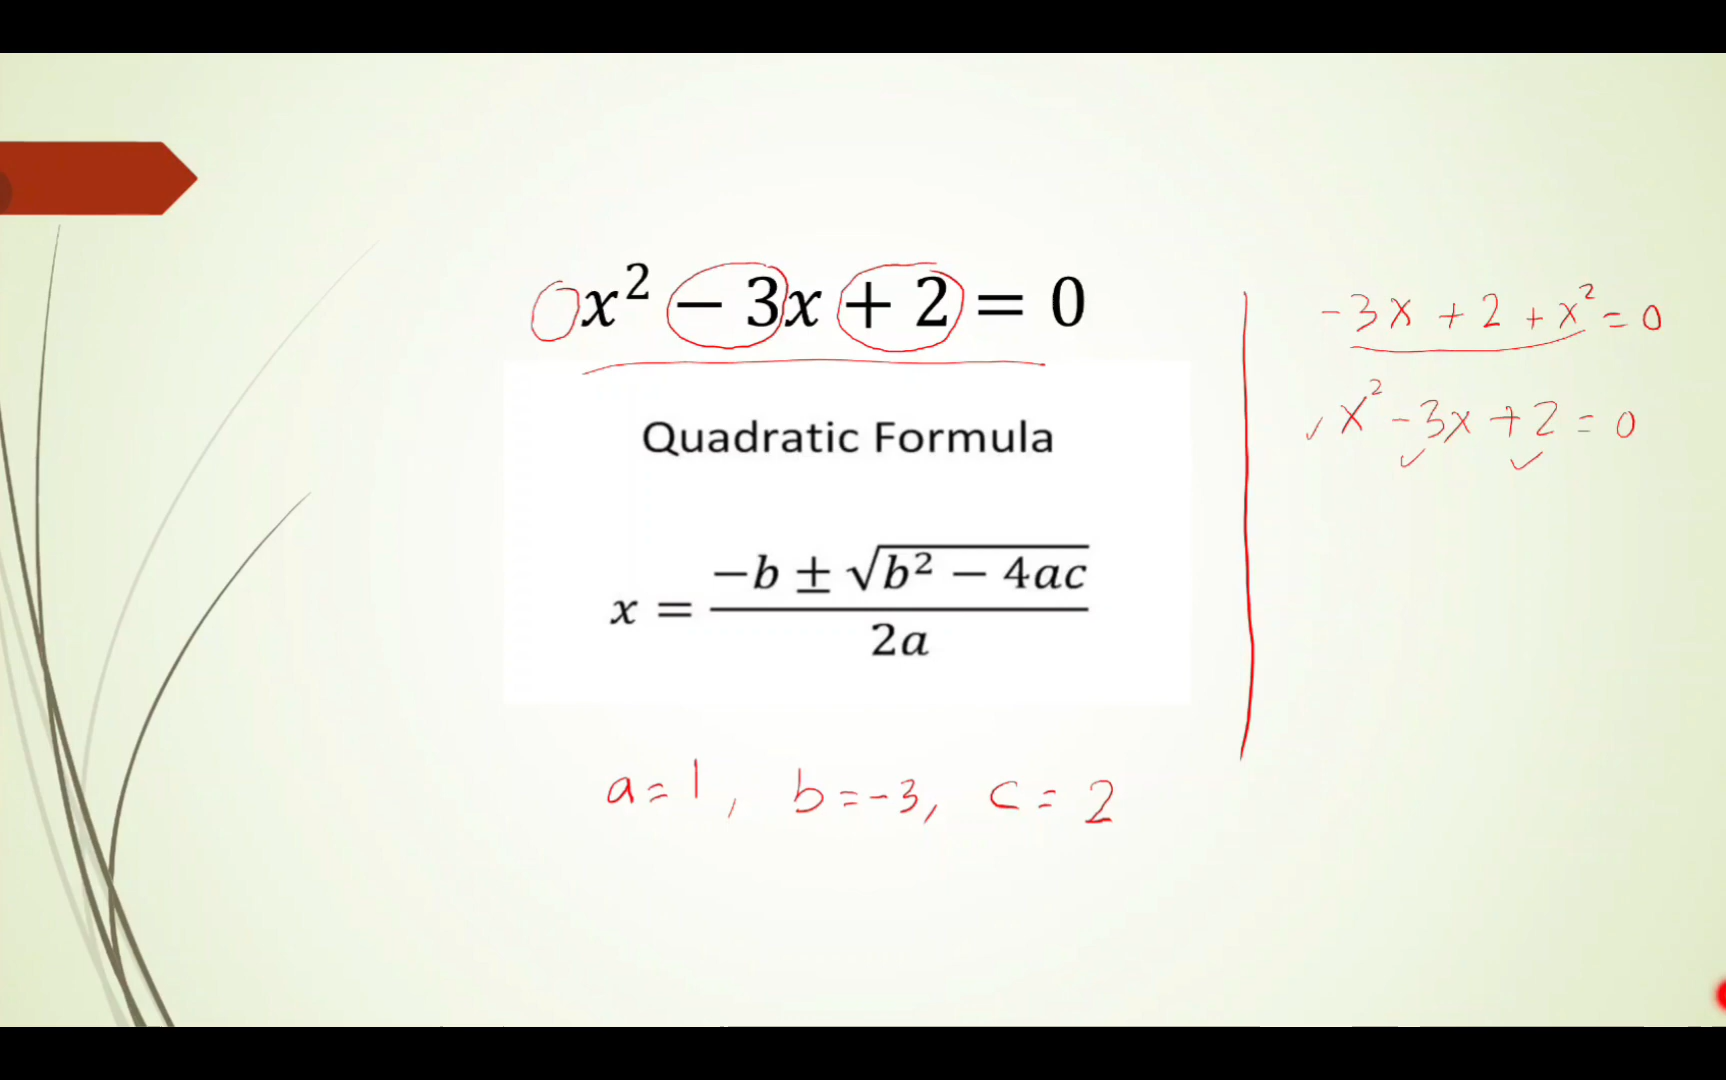 x² − 3x + 2 = 0
Quadratic Formula
x = (−b ± √(b² − 4ac)) / 2a
a = 1, b = -3, c = 2
-3x + 2 + x² = 0
x² - 3x + 2 = 0